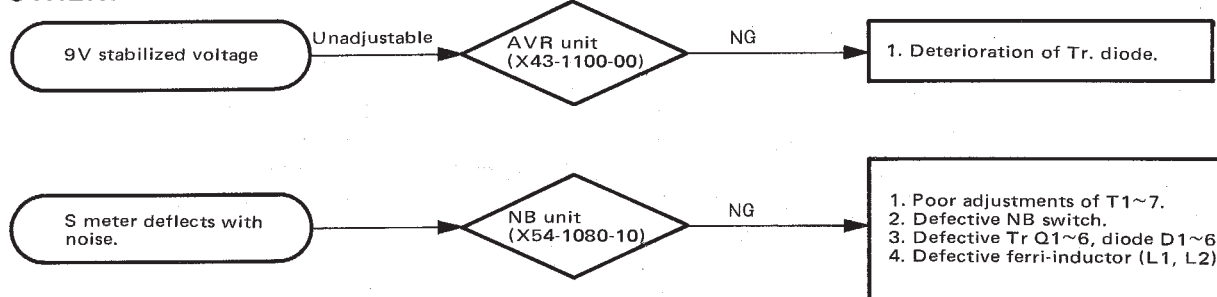 9V stabilized voltage
Unadjustable
AVR unit
(X43-1100-00)
NG
1. Deterioration of Tr. diode.
S meter deflects with
noise.
NB unit
(X54-1080-10)
NG
1. Poor adjustments of T1~7.
2. Defective NB switch.
3. Defective Tr Q1~6, diode D1~6
4. Defective ferri-inductor (L1, L2)